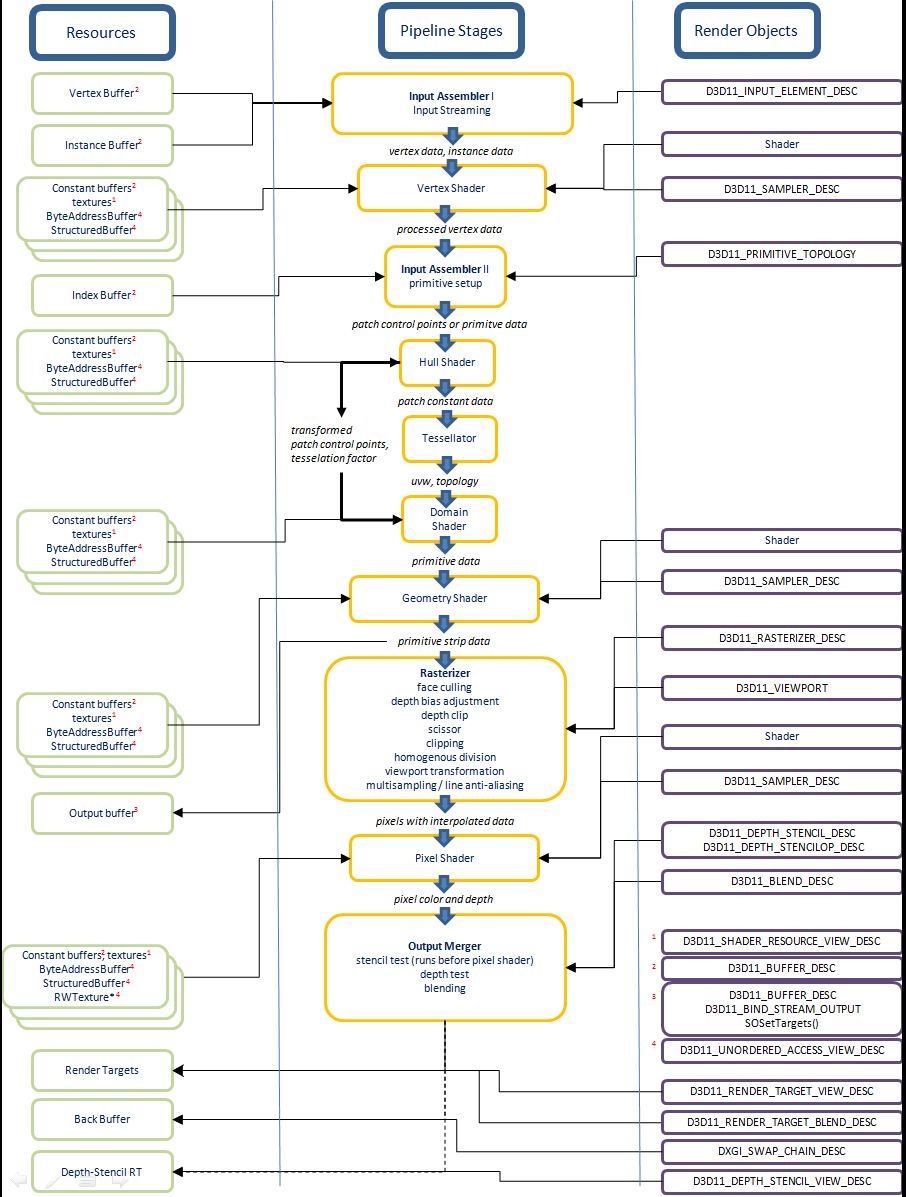 Resources
Pipeline Stages
Render Objects
Vertex Buffer²
Instance Buffer²
Input Assembler I
Input Streaming
D3D11_INPUT_ELEMENT_DESC
vertex data, instance data
Shader
Constant buffers²
textures¹
ByteAddressBuffer⁴
StructuredBuffer⁴
Vertex Shader
D3D11_SAMPLER_DESC
processed vertex data
Index Buffer²
Input Assembler II
primitive setup
D3D11_PRIMITIVE_TOPOLOGY
patch control points or primitve data
Constant buffers²
textures¹
ByteAddressBuffer⁴
StructuredBuffer⁴
Hull Shader
patch constant data
transformed
patch control points,
tesselation factor
Tessellator
uvw, topology
Constant buffers²
textures¹
ByteAddressBuffer⁴
StructuredBuffer⁴
Domain
Shader
primitive data
Shader
D3D11_SAMPLER_DESC
Geometry Shader
primitive strip data
D3D11_RASTERIZER_DESC
D3D11_VIEWPORT
Rasterizer
face culling
depth bias adjustment
depth clip
scissor
clipping
homogenous division
viewport transformation
multisampling / line anti-aliasing
Constant buffers²
textures¹
ByteAddressBuffer⁴
StructuredBuffer⁴
Shader
D3D11_SAMPLER_DESC
Output buffer³
pixels with interpolated data
Pixel Shader
D3D11_DEPTH_STENCIL_DESC
D3D11_DEPTH_STENCILOP_DESC
D3D11_BLEND_DESC
pixel color and depth
Output Merger
stencil test (runs before pixel shader)
depth test
blending
Constant buffers², textures¹
ByteAddressBuffer⁴
StructuredBuffer⁴
RWTexture*⁴
¹ D3D11_SHADER_RESOURCE_VIEW_DESC
² D3D11_BUFFER_DESC
³ D3D11_BUFFER_DESC
D3D11_BIND_STREAM_OUTPUT
SOSetTargets()
⁴ D3D11_UNORDERED_ACCESS_VIEW_DESC
Render Targets
D3D11_RENDER_TARGET_VIEW_DESC
Back Buffer
D3D11_RENDER_TARGET_BLEND_DESC
DXGI_SWAP_CHAIN_DESC
Depth-Stencil RT
D3D11_DEPTH_STENCIL_VIEW_DESC